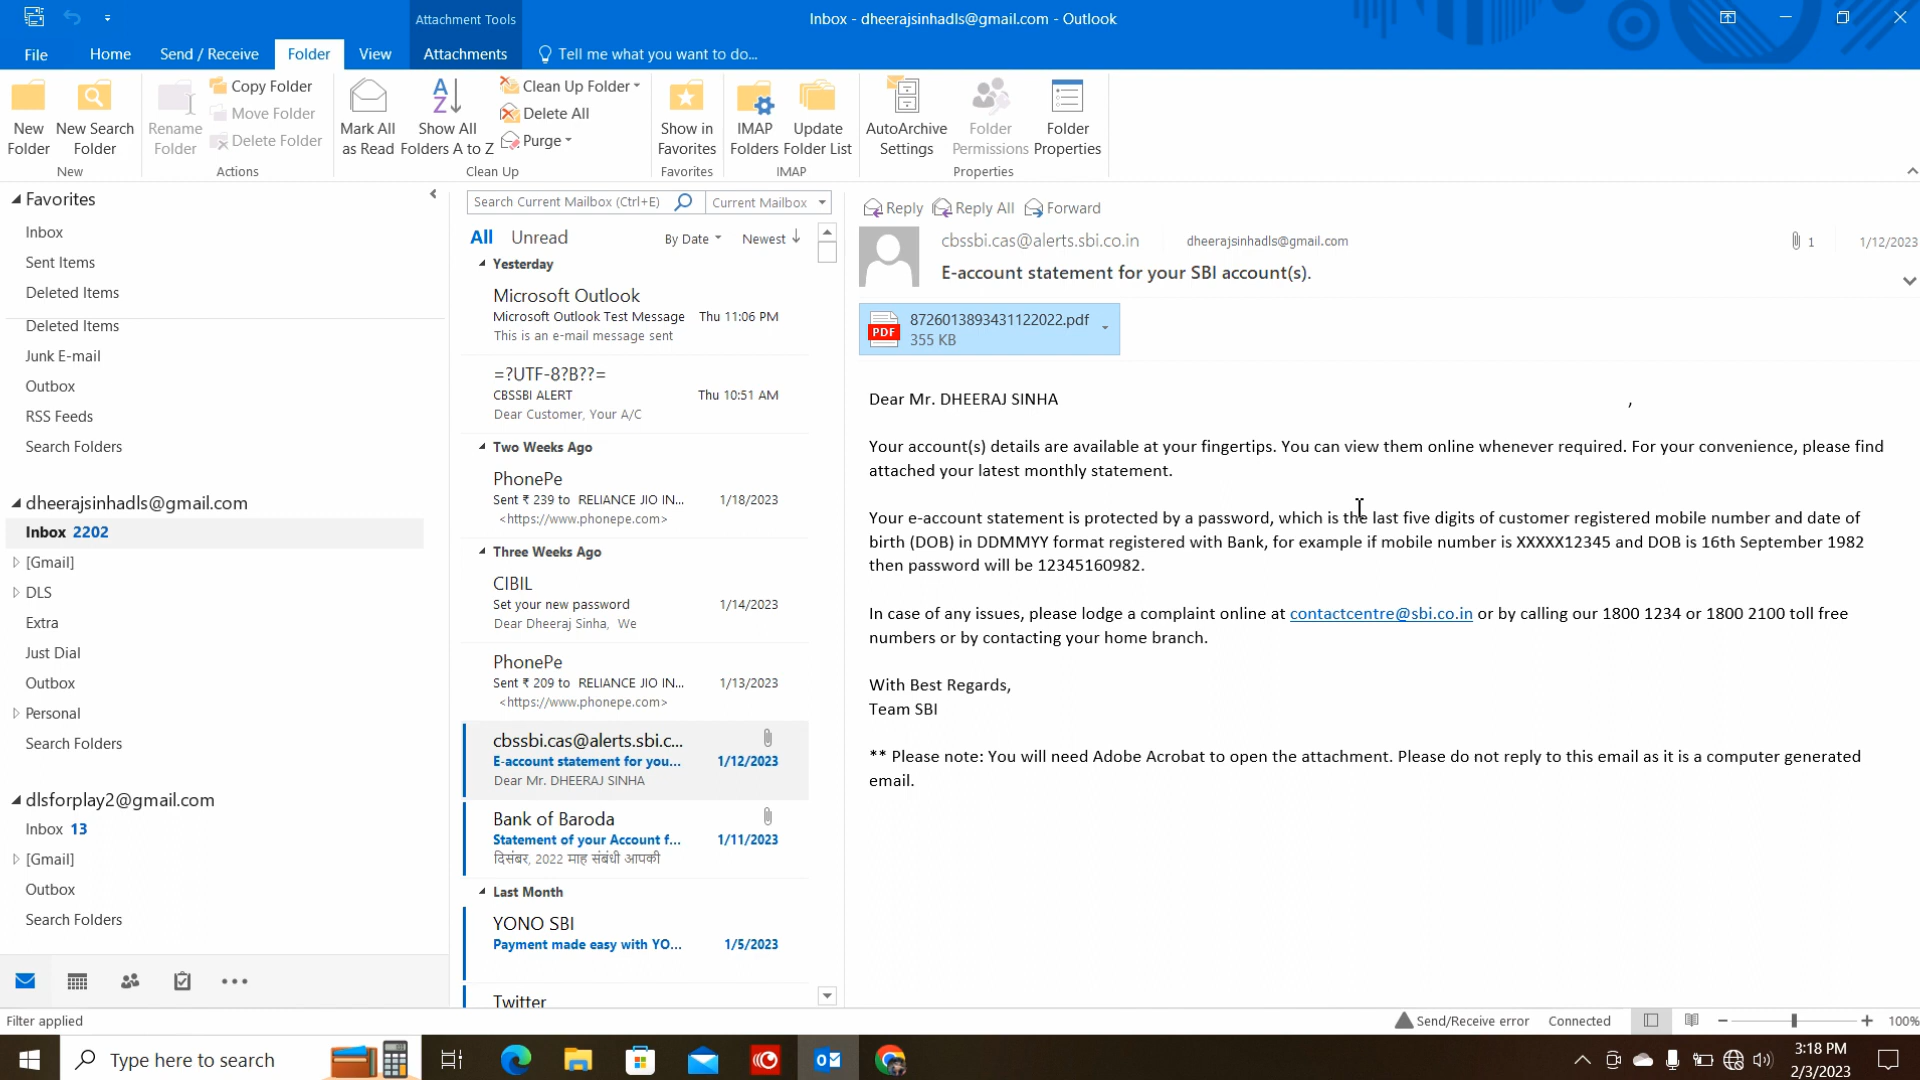 Attachment Tools
Inbox - dheerajsinhadls@gmail.com - Outlook
File Home Send / Receive Folder View Attachments Tell me what you want to do...
New Folder
New Search Folder
New
Rename Folder
Copy Folder
Move Folder
Delete Folder
Actions
Mark All as Read
Show All Folders A to Z
Clean Up Folder
Delete All
Purge
Clean Up
Show in Favorites
Favorites
IMAP Folders
Update Folder List
IMAP
AutoArchive Settings
Folder Permissions
Folder Properties
Properties
Favorites
Inbox
Sent Items
Deleted Items
Deleted Items
Junk E-mail
Outbox
RSS Feeds
Search Folders
dheerajsinhadls@gmail.com
Inbox 2202
[Gmail]
DLS
Extra
Just Dial
Outbox
Personal
Search Folders
dlsforplay2@gmail.com
Inbox 13
[Gmail]
Outbox
Search Folders
Search Current Mailbox (Ctrl+E) Current Mailbox
All Unread By Date Newest
Yesterday
Microsoft Outlook
Microsoft Outlook Test Message Thu 11:06 PM
This is an e-mail message sent
=?UTF-8?B??=
CBSSBI ALERT Thu 10:51 AM
Dear Customer, Your A/C
Two Weeks Ago
PhonePe
Sent ₹ 239 to RELIANCE JIO IN... 1/18/2023
<https://www.phonepe.com>
Three Weeks Ago
CIBIL
Set your new password 1/14/2023
Dear Dheeraj Sinha, We
PhonePe
Sent ₹ 209 to RELIANCE JIO IN... 1/13/2023
<https://www.phonepe.com>
cbssbi.cas@alerts.sbi.c...
E-account statement for you... 1/12/2023
Dear Mr. DHEERAJ SINHA
Bank of Baroda
Statement of your Account f... 1/11/2023
दिसंबर, 2022 माह संबंधी आपकी
Last Month
YONO SBI
Payment made easy with YO... 1/5/2023
Twitter
Reply Reply All Forward
cbssbi.cas@alerts.sbi.co.in dheerajsinhadls@gmail.com 1 1/12/2023
E-account statement for your SBI account(s).
PDF 8726013893431122022.pdf
355 KB
Dear Mr. DHEERAJ SINHA ,
Your account(s) details are available at your fingertips. You can view them online whenever required. For your convenience, please find
attached your latest monthly statement.
Your e-account statement is protected by a password, which is the last five digits of customer registered mobile number and date of
birth (DOB) in DDMMYY format registered with Bank, for example if mobile number is XXXXX12345 and DOB is 16th September 1982
then password will be 12345160982.
In case of any issues, please lodge a complaint online at contactcentre@sbi.co.in or by calling our 1800 1234 or 1800 2100 toll free
numbers or by contacting your home branch.
With Best Regards,
Team SBI
** Please note: You will need Adobe Acrobat to open the attachment. Please do not reply to this email as it is a computer generated
email.
Filter applied Send/Receive error Connected 100%
Type here to search
3:18 PM
2/3/2023